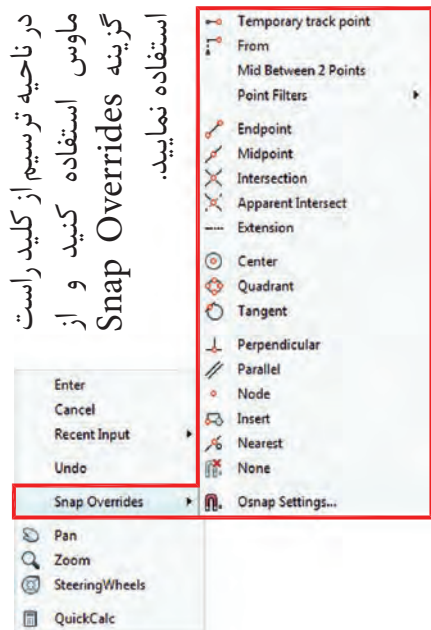 در ناحیه ترسیم از کلید راست
ماوس استفاده کنید و از
گزینه Snap Overrides
استفاده نمایید.
Temporary track point
From
Mid Between 2 Points
Point Filters
Endpoint
Midpoint
Intersection
Apparent Intersect
Extension
Center
Quadrant
Tangent
Perpendicular
Parallel
Node
Insert
Nearest
None
Osnap Settings...
Enter
Cancel
Recent Input
Undo
Snap Overrides
Pan
Zoom
SteeringWheels
QuickCalc